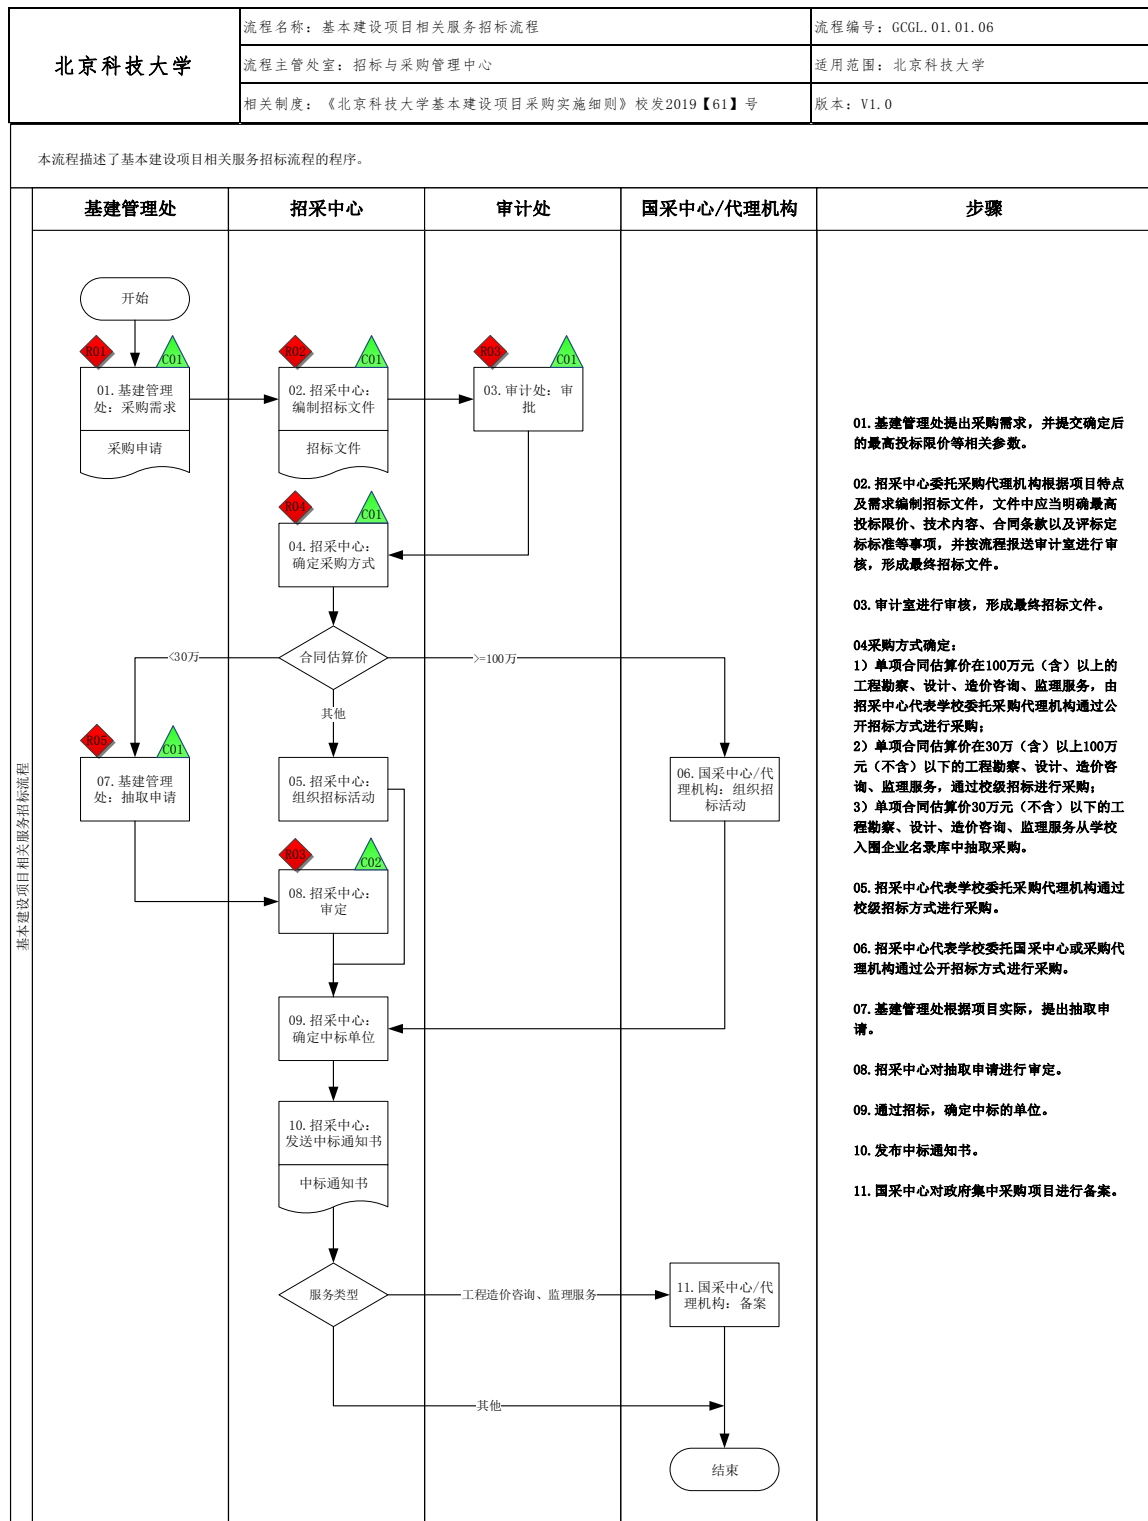 北京科技大学
流程名称：基本建设项目相关服务招标流程
流程编号：GCGL.01.01.06
流程主管处室：招标与采购管理中心
适用范围：北京科技大学
相关制度：《北京科技大学基本建设项目采购实施细则》校发2019【61】号
版本：V1.0
本流程描述了基本建设项目相关服务招标流程的程序。
基建管理处
招采中心
审计处
国采中心/代理机构
步骤
基本建设项目相关服务招标流程
开始
R01
C01
01.基建管理
处：采购需求
采购申请
R02
C01
02.招采中心：
编制招标文件
招标文件
R03
C01
03.审计处：审
批
R04
C01
04.招采中心：
确定采购方式
合同估算价
<30万
>=100万
其他
R05
C01
07.基建管理
处：抽取申请
05.招采中心：
组织招标活动
06.国采中心/代
理机构：组织招
标活动
R03
C02
08.招采中心：
审定
09.招采中心：
确定中标单位
10.招采中心：
发送中标通知书
中标通知书
服务类型
工程造价咨询、监理服务
11.国采中心/代
理机构：备案
其他
结束
01.基建管理处提出采购需求，并提交确定后
的最高投标限价等相关参数。
02.招采中心委托采购代理机构根据项目特点
及需求编制招标文件，文件中应当明确最高
投标限价、技术内容、合同条款以及评标定
标标准等事项，并按流程报送审计室进行审
核，形成最终招标文件。
03.审计室进行审核，形成最终招标文件。
04采购方式确定：
1）单项合同估算价在100万元（含）以上的
工程勘察、设计、造价咨询、监理服务，由
招采中心代表学校委托采购代理机构通过公
开招标方式进行采购；
2）单项合同估算价在30万（含）以上100万
元（不含）以下的工程勘察、设计、造价咨
询、监理服务，通过校级招标进行采购；
3）单项合同估算价30万元（不含）以下的工
程勘察、设计、造价咨询、监理服务从学校
入围企业名录库中抽取采购。
05.招采中心代表学校委托采购代理机构通过
校级招标方式进行采购。
06.招采中心代表学校委托国采中心或采购代
理机构通过公开招标方式进行采购。
07.基建管理处根据项目实际，提出抽取申
请。
08.招采中心对抽取申请进行审定。
09.通过招标，确定中标的单位。
10.发布中标通知书。
11.国采中心对政府集中采购项目进行备案。